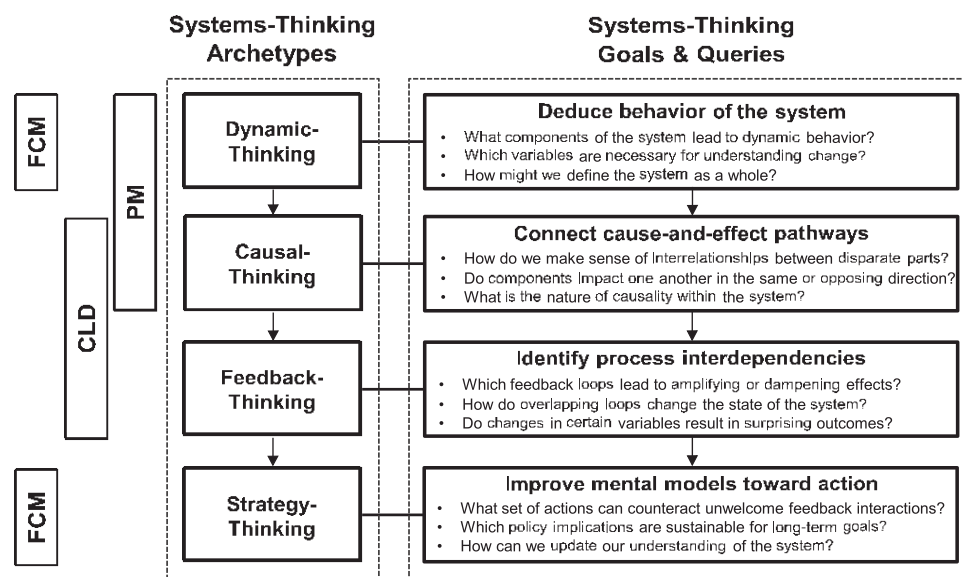 Systems-Thinking
Archetypes
Systems-Thinking
Goals & Queries
FCM
PM
CLD
FCM
Dynamic-
Thinking
Deduce behavior of the system
• What components of the system lead to dynamic behavior?
• Which variables are necessary for understanding change?
• How might we define the system as a whole?
Causal-
Thinking
Connect cause-and-effect pathways
• How do we make sense of interrelationships between disparate parts?
• Do components impact one another in the same or opposing direction?
• What is the nature of causality within the system?
Feedback-
Thinking
Identify process interdependencies
• Which feedback loops lead to amplifying or dampening effects?
• How do overlapping loops change the state of the system?
• Do changes in certain variables result in surprising outcomes?
Strategy-
Thinking
Improve mental models toward action
• What set of actions can counteract unwelcome feedback interactions?
• Which policy implications are sustainable for long-term goals?
• How can we update our understanding of the system?